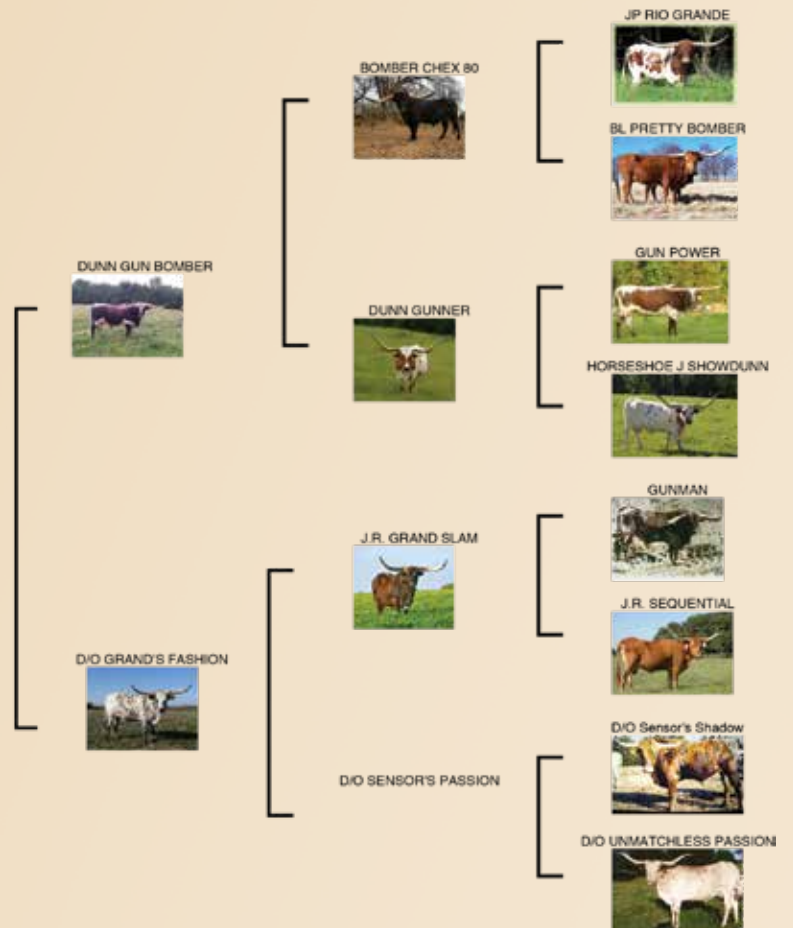 JP RIO GRANDE
BOMBER CHEX 80
BL PRETTY BOMBER
DUNN GUN BOMBER
GUN POWER
DUNN GUNNER
HORSESHOE J SHOWDUNN
GUNMAN
J.R. GRAND SLAM
J.R. SEQUENTIAL
D/O GRAND'S FASHION
D/O Sensor's Shadow
D/O SENSOR'S PASSION
D/O UNMATCHLESS PASSION